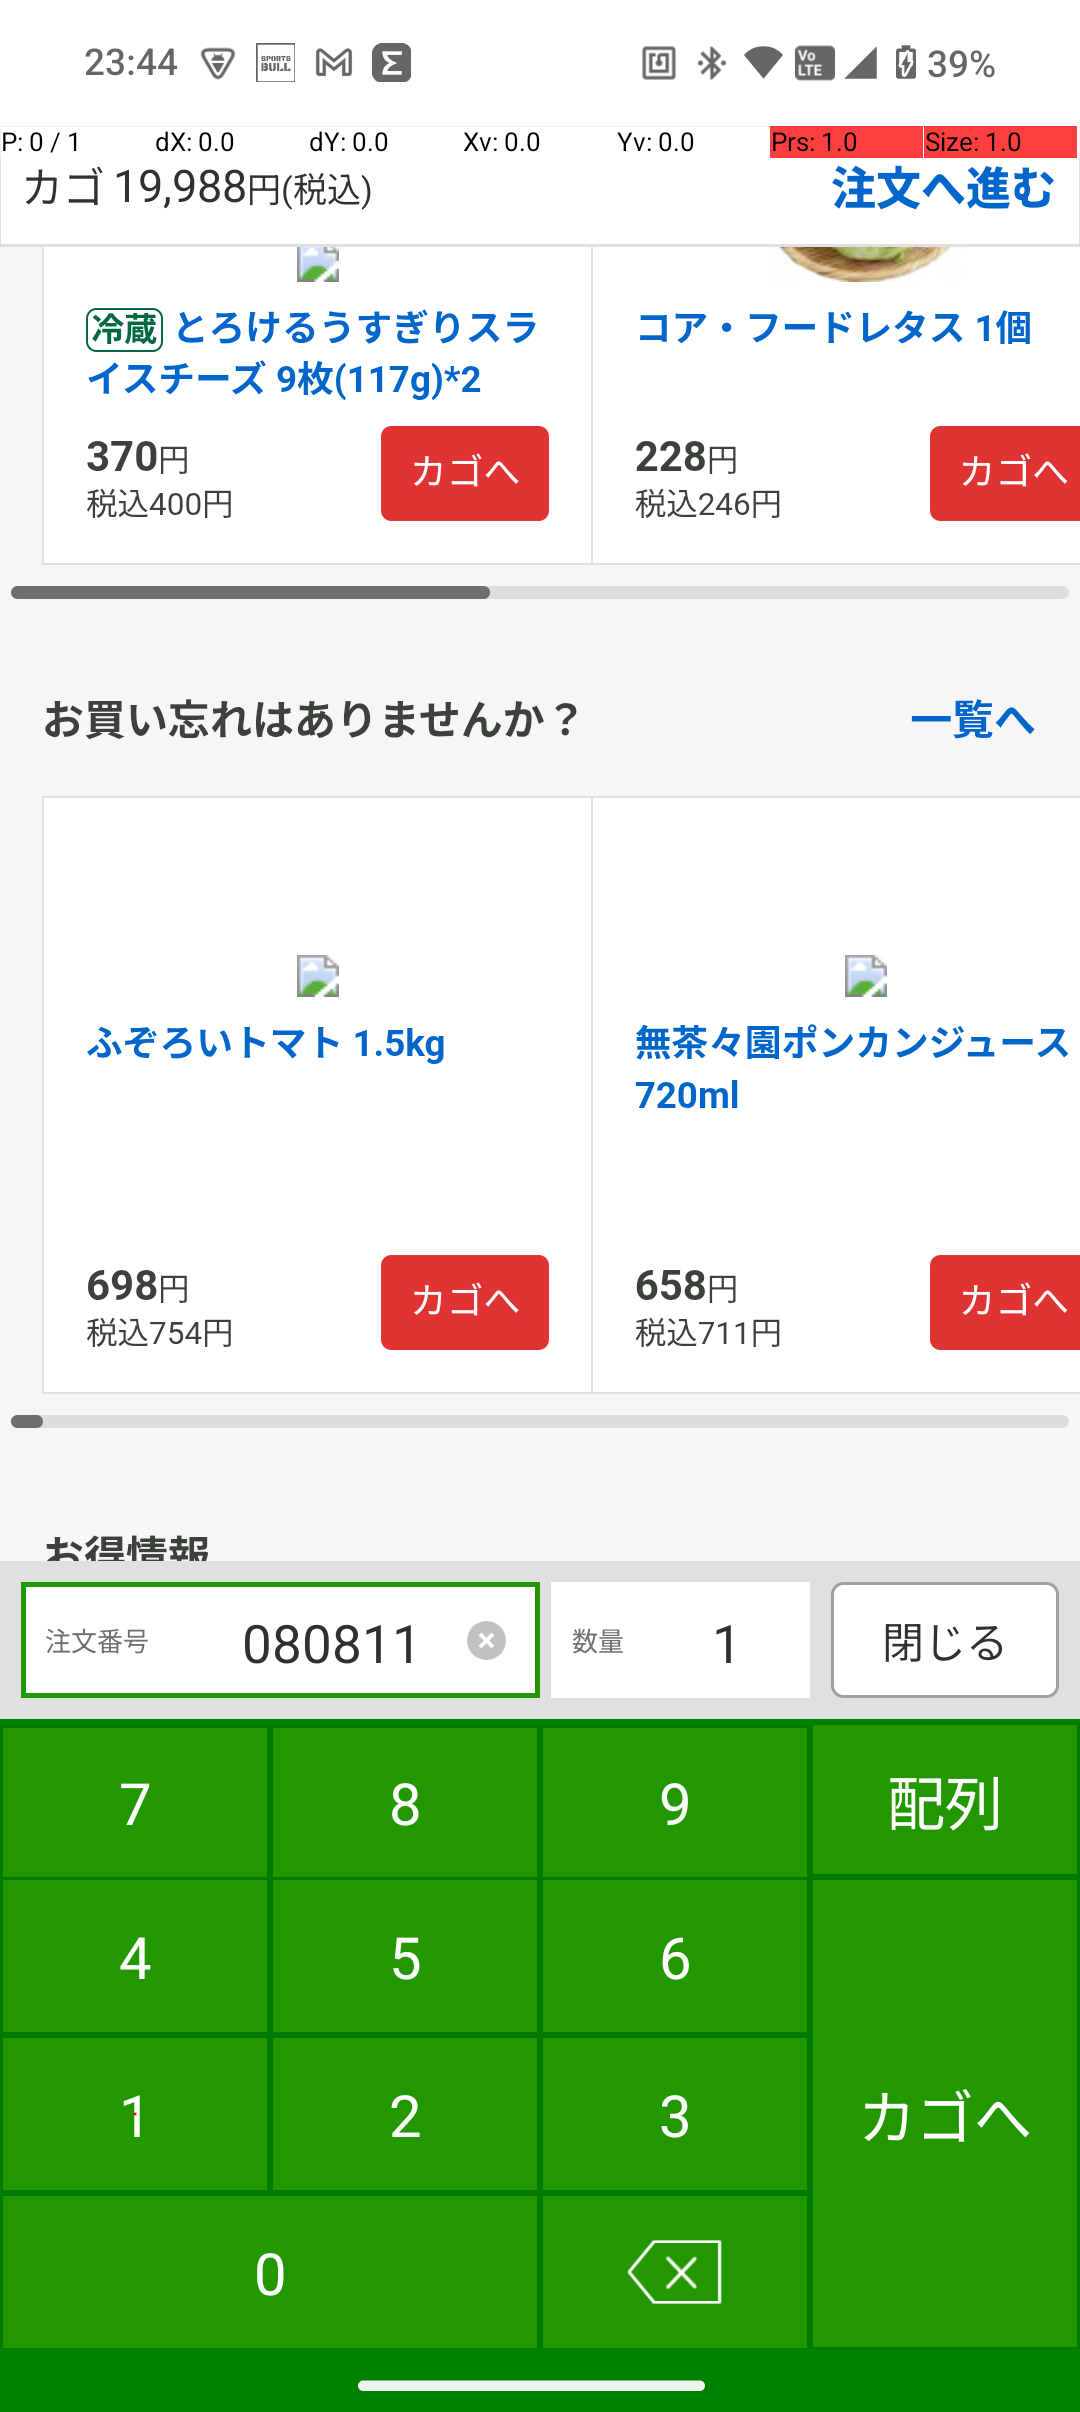 23:44 SPORTS BULL VoLTE 39%
P: 0 / 1 dX: 0.0 dY: 0.0 Xv: 0.0 Yv: 0.0 Prs: 1.0 Size: 1.0
カゴ 19,988円(税込) 注文へ進む
冷蔵 とろけるうすぎりスラ
イスチーズ 9枚(117g)*2
370円
税込400円
カゴへ
コア・フードレタス 1個
228円
税込246円
カゴへ
お買い忘れはありませんか？ 一覧へ
ふぞろいトマト 1.5kg
698円
税込754円
カゴへ
無茶々園ポンカンジュース
720ml
658円
税込711円
カゴへ
お得情報
注文番号 080811 数量 1 閉じる
7 8 9 配列
4 5 6
1 2 3 カゴへ
0